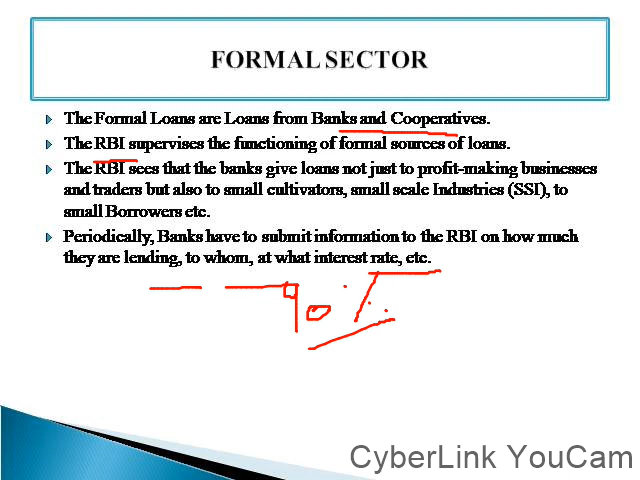 FORMAL SECTOR
The Formal Loans are Loans from Banks and Cooperatives.
The RBI supervises the functioning of formal sources of loans.
The RBI sees that the banks give loans not just to profit-making businesses
and traders but also to small cultivators, small scale Industries (SSI), to
small Borrowers etc.
Periodically, Banks have to submit information to the RBI on how much
they are lending, to whom, at what interest rate, etc.
CyberLink YouCam